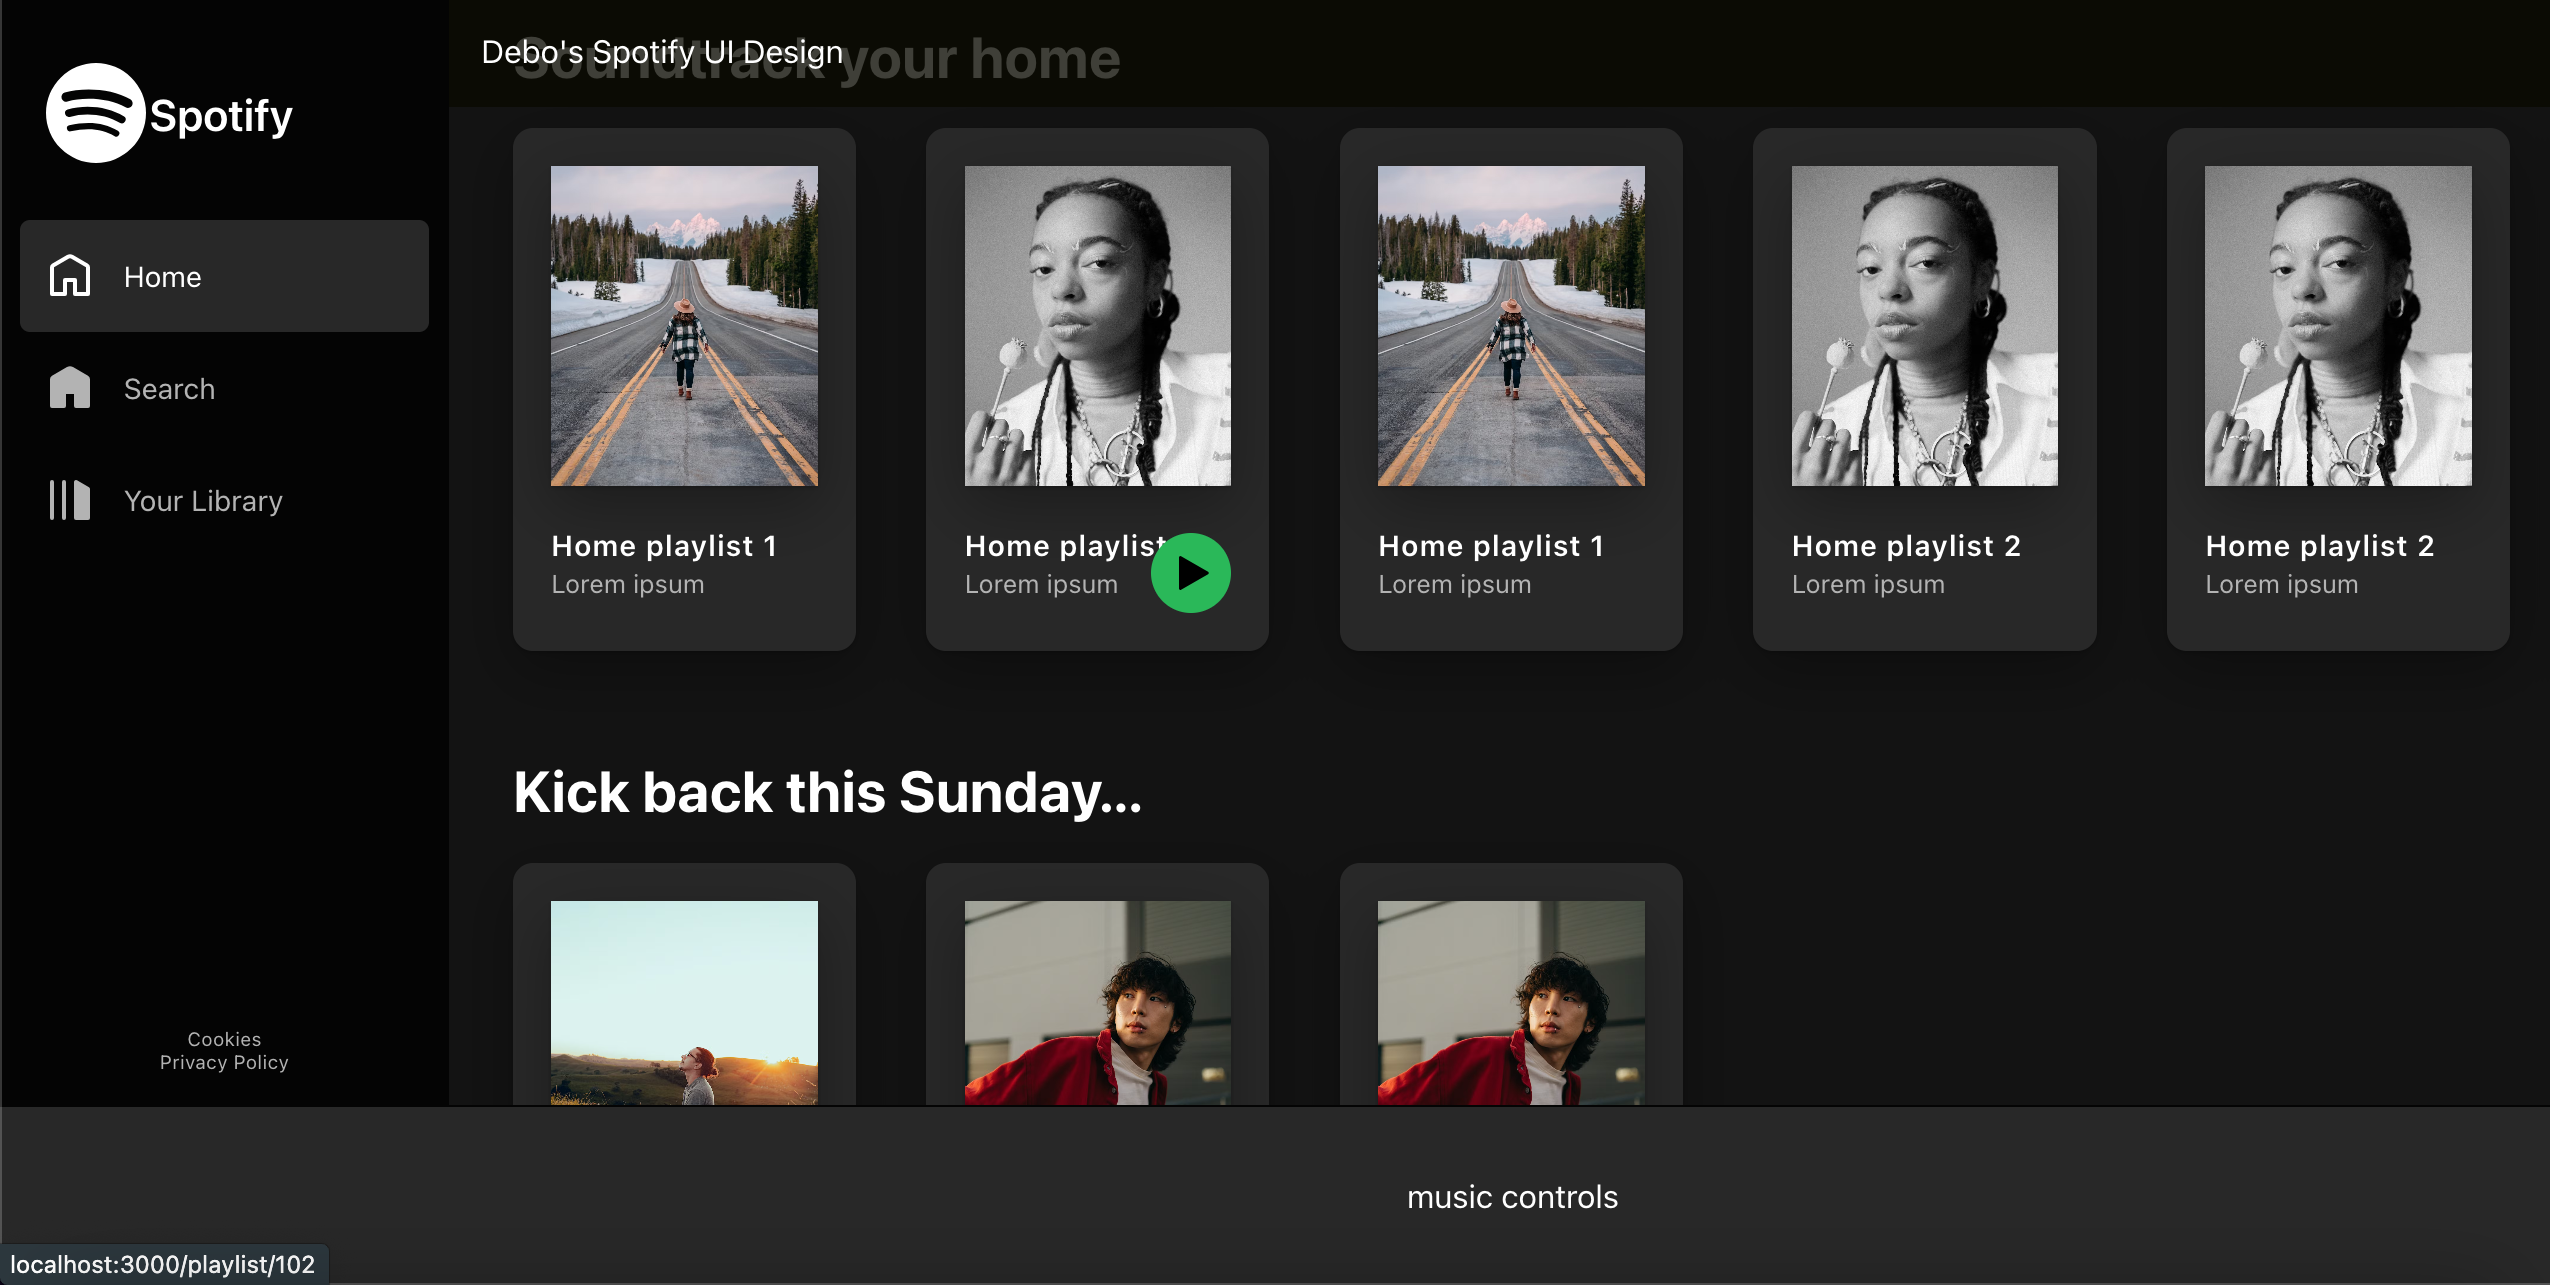 Spotify
Home
Search
Your Library
Cookies
Privacy Policy
Debo's Spotify UI Design
Soundtrack your home
Home playlist 1
Lorem ipsum
Home playlist
Lorem ipsum
Home playlist 1
Lorem ipsum
Home playlist 2
Lorem ipsum
Home playlist 2
Lorem ipsum
Kick back this Sunday...
music controls
localhost:3000/playlist/102